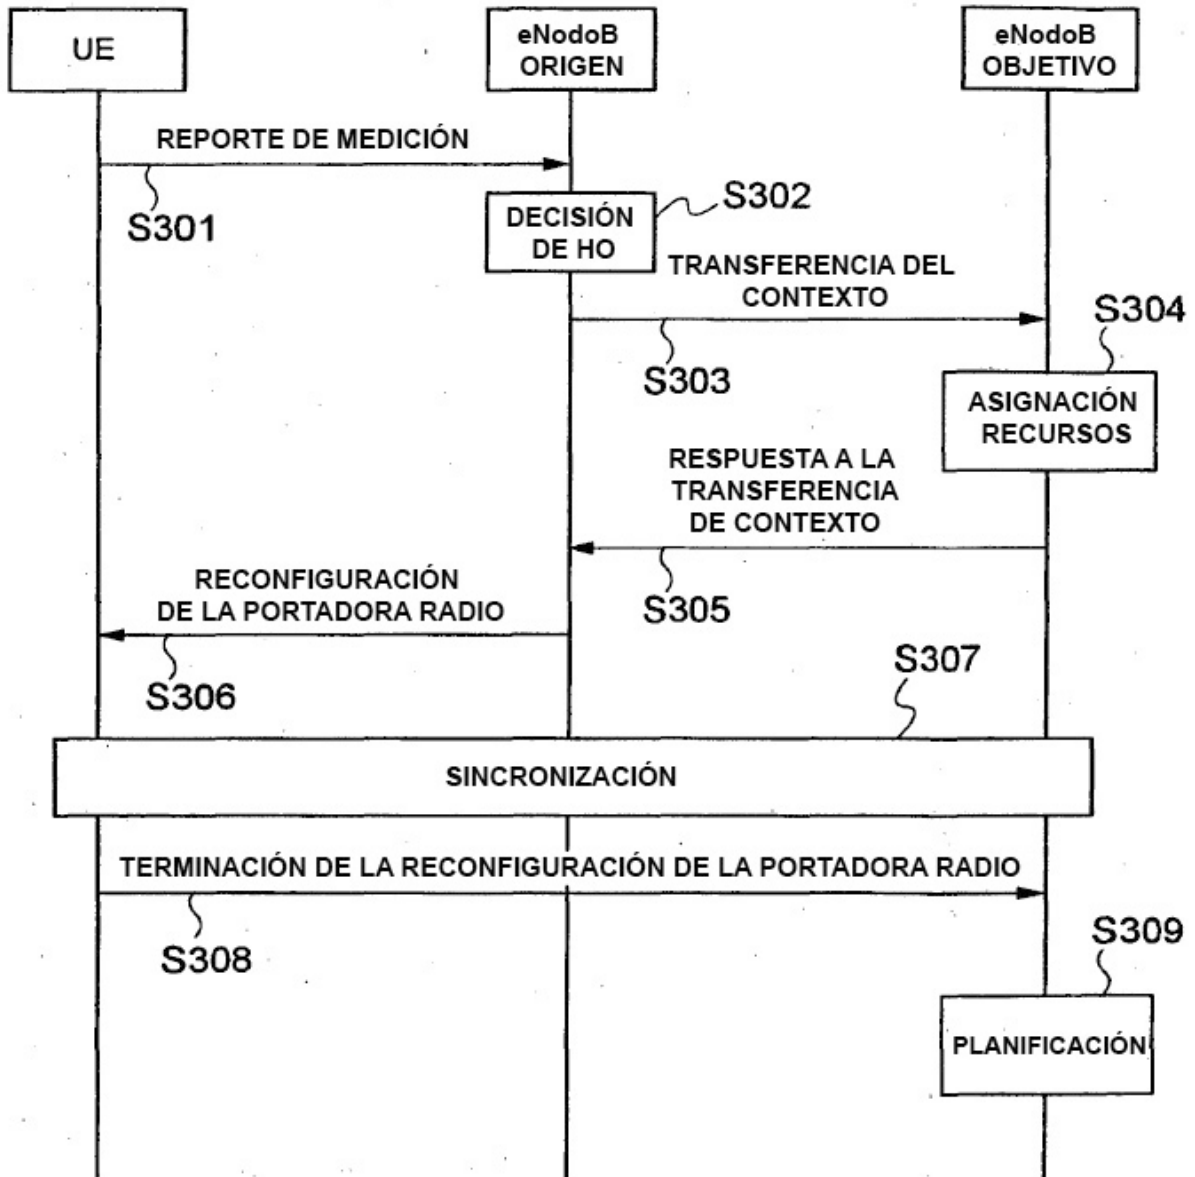 UE
eNodoB
ORIGEN
eNodoB
OBJETIVO
REPORTE DE MEDICIÓN
S301
DECISIÓN
DE HO
S302
TRANSFERENCIA DEL
CONTEXTO
S303
S304
ASIGNACIÓN
RECURSOS
RESPUESTA A LA
TRANSFERENCIA
DE CONTEXTO
S305
RECONFIGURACIÓN
DE LA PORTADORA RADIO
S306
S307
SINCRONIZACIÓN
TERMINACIÓN DE LA RECONFIGURACIÓN DE LA PORTADORA RADIO
S308
S309
PLANIFICACIÓN